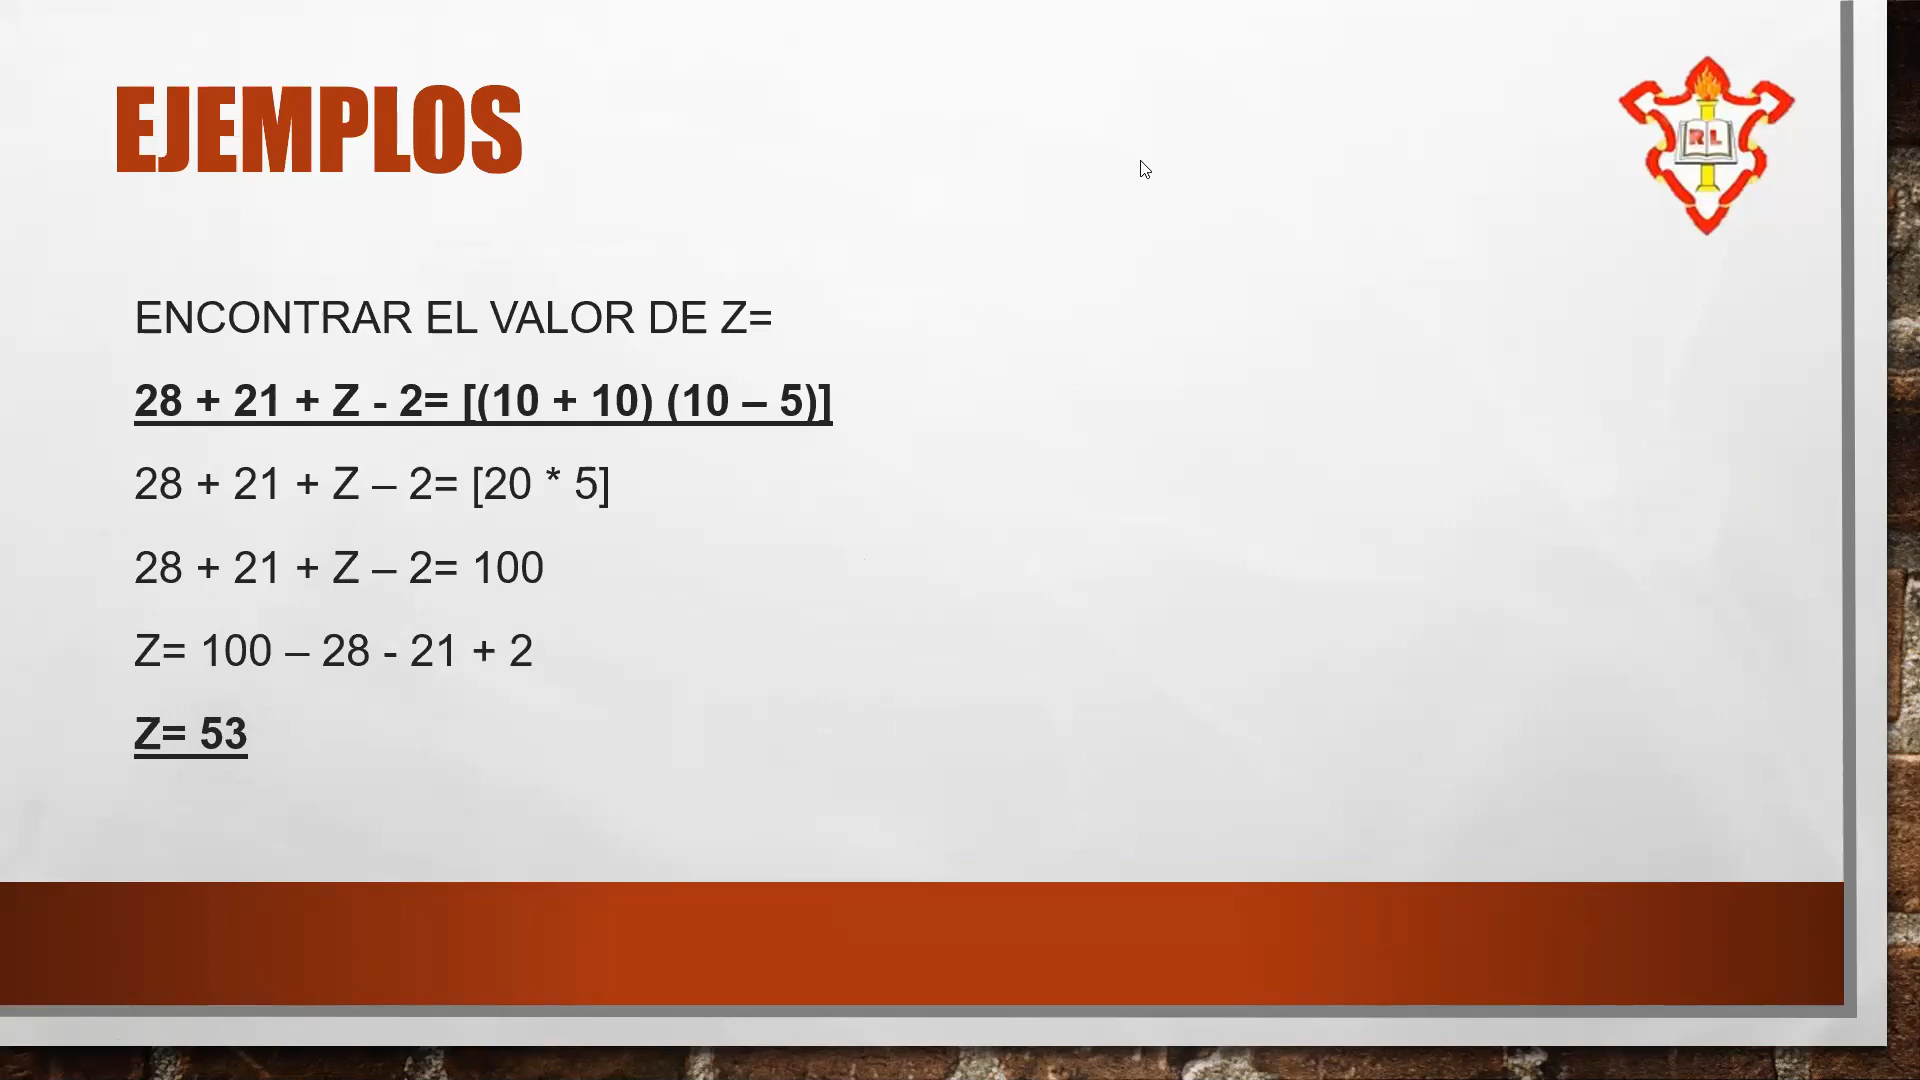 EJEMPLOS
RL
ENCONTRAR EL VALOR DE Z=
28 + 21 + Z - 2= [(10 + 10) (10 – 5)]
28 + 21 + Z – 2= [20 * 5]
28 + 21 + Z – 2= 100
Z= 100 – 28 - 21 + 2
Z= 53